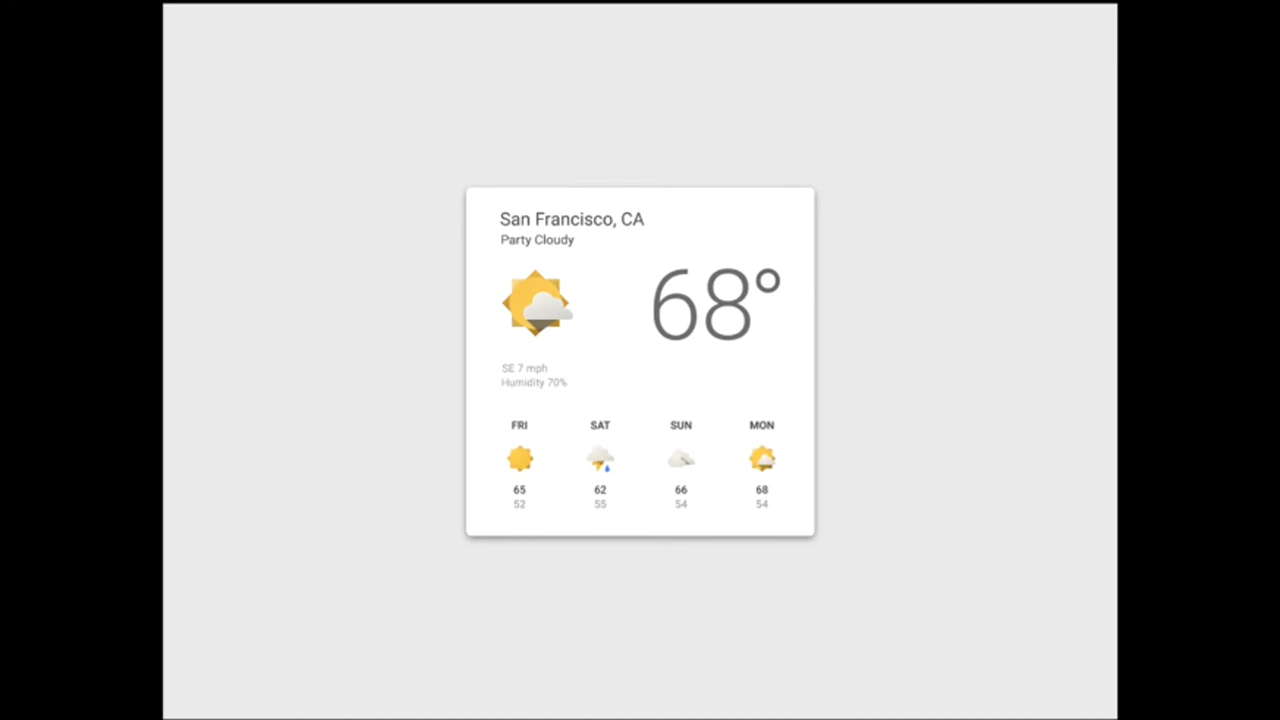 San Francisco, CA
Party Cloudy
68°
SE 7 mph
Humidity 70%
FRI SAT SUN MON
65 62 66 68
52 55 54 54